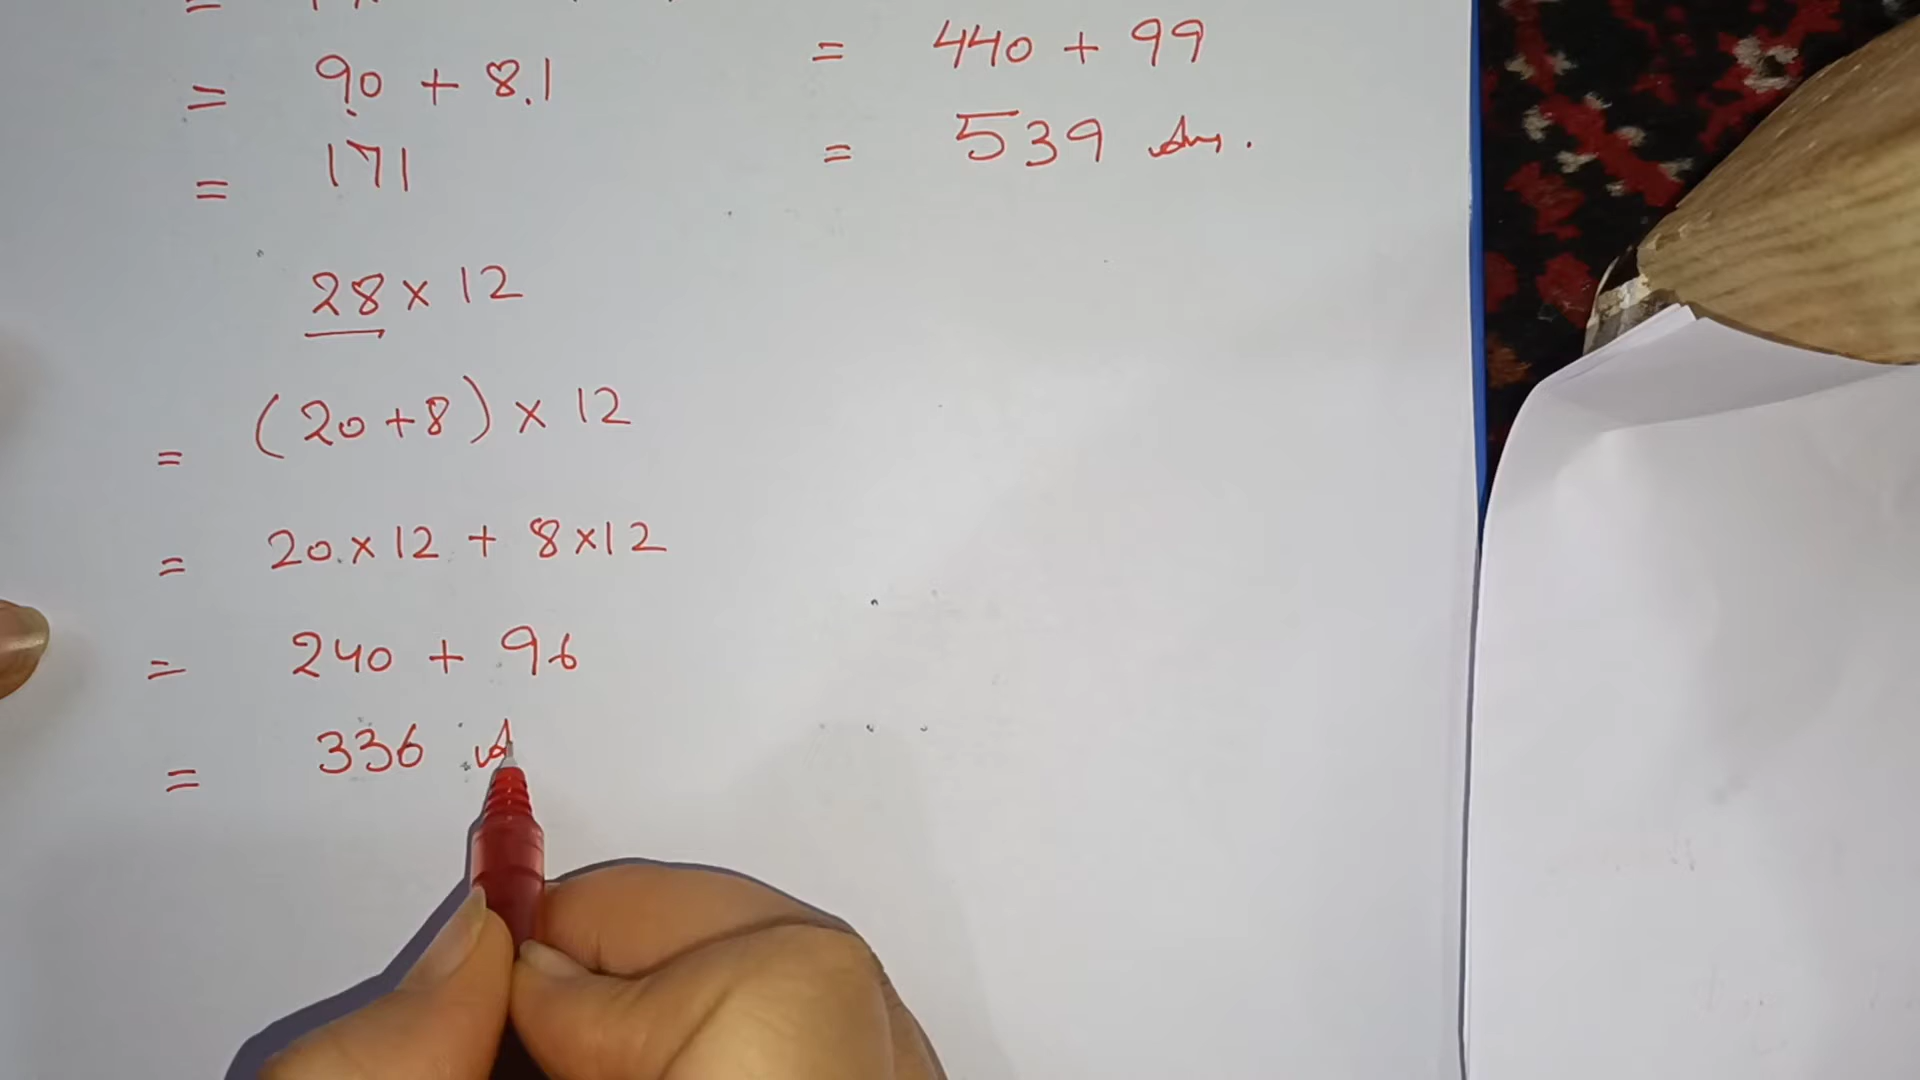 = 90 + 8.1
= 171
28 × 12
= (20 + 8) × 12
= 20 × 12 + 8 × 12
= 240 + 96
= 336
= 440 + 99
= 539 Ans.